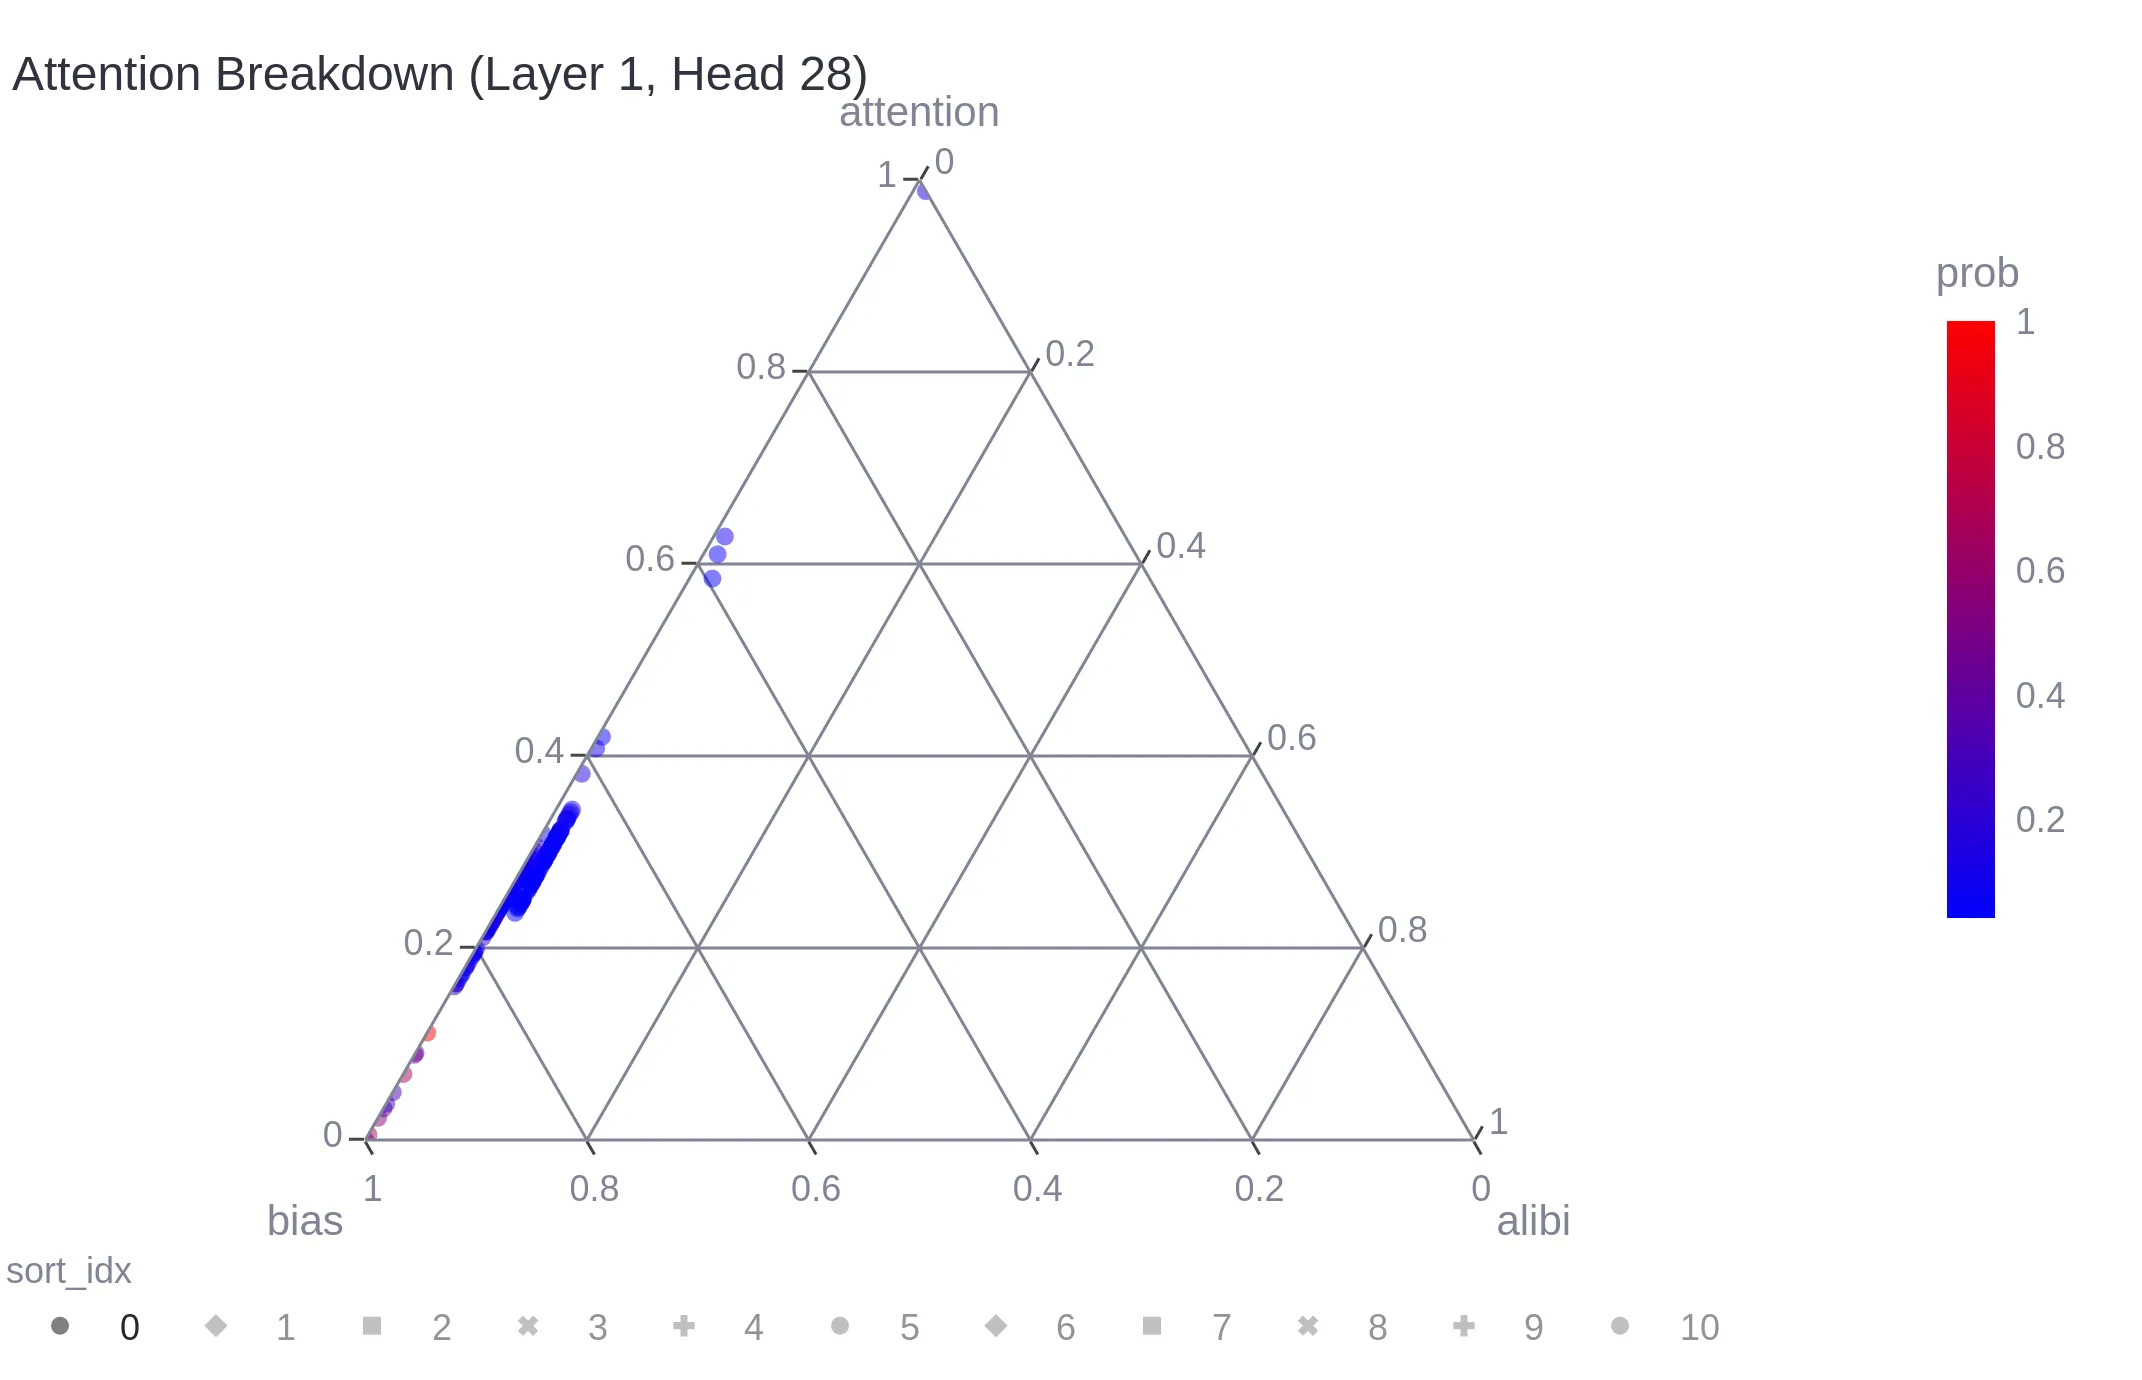 Attention Breakdown (Layer 1, Head 28)
attention
1 0
prob
1
0.8 0.2
0.8
0.6 0.4
0.6
0.4 0.6
0.4
0.2 0.8
0.2
0 1
1 0.8 0.6 0.4 0.2 0
bias alibi
sort_idx
0 1 2 3 4 5 6 7 8 9 10